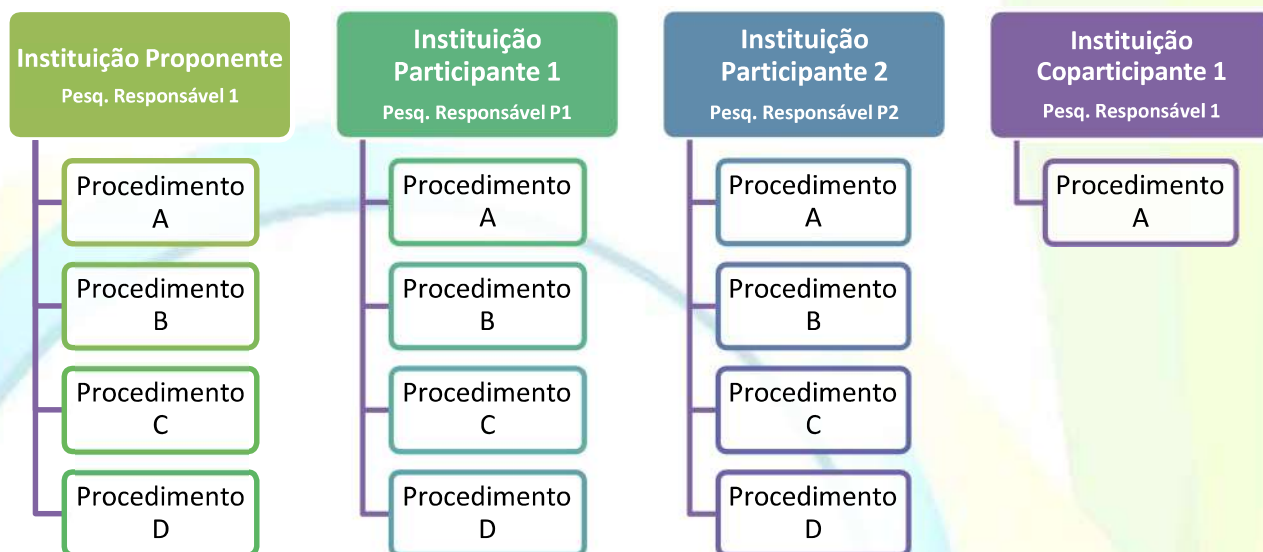 Instituição Proponente
Pesq. Responsável 1
Procedimento
A
Procedimento
B
Procedimento
C
Procedimento
D
Instituição
Participante 1
Pesq. Responsável P1
Procedimento
A
Procedimento
B
Procedimento
C
Procedimento
D
Instituição
Participante 2
Pesq. Responsável P2
Procedimento
A
Procedimento
B
Procedimento
C
Procedimento
D
Instituição
Coparticipante 1
Pesq. Responsável 1
Procedimento
A